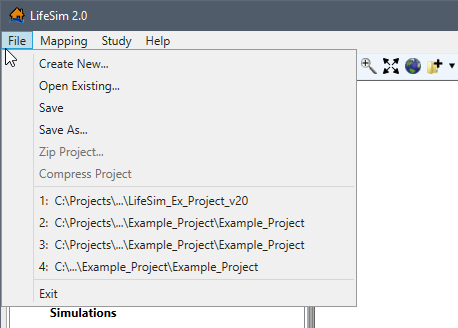 LifeSim 2.0
File Mapping Study Help
Create New...
Open Existing...
Save
Save As...
Zip Project...
Compress Project
1: C:\Projects\...\LifeSim_Ex_Project_v20
2: C:\Projects\...\Example_Project\Example_Project
3: C:\Projects\...\Example_Project\Example_Project
4: C:\...\Example_Project\Example_Project
Exit
Simulations